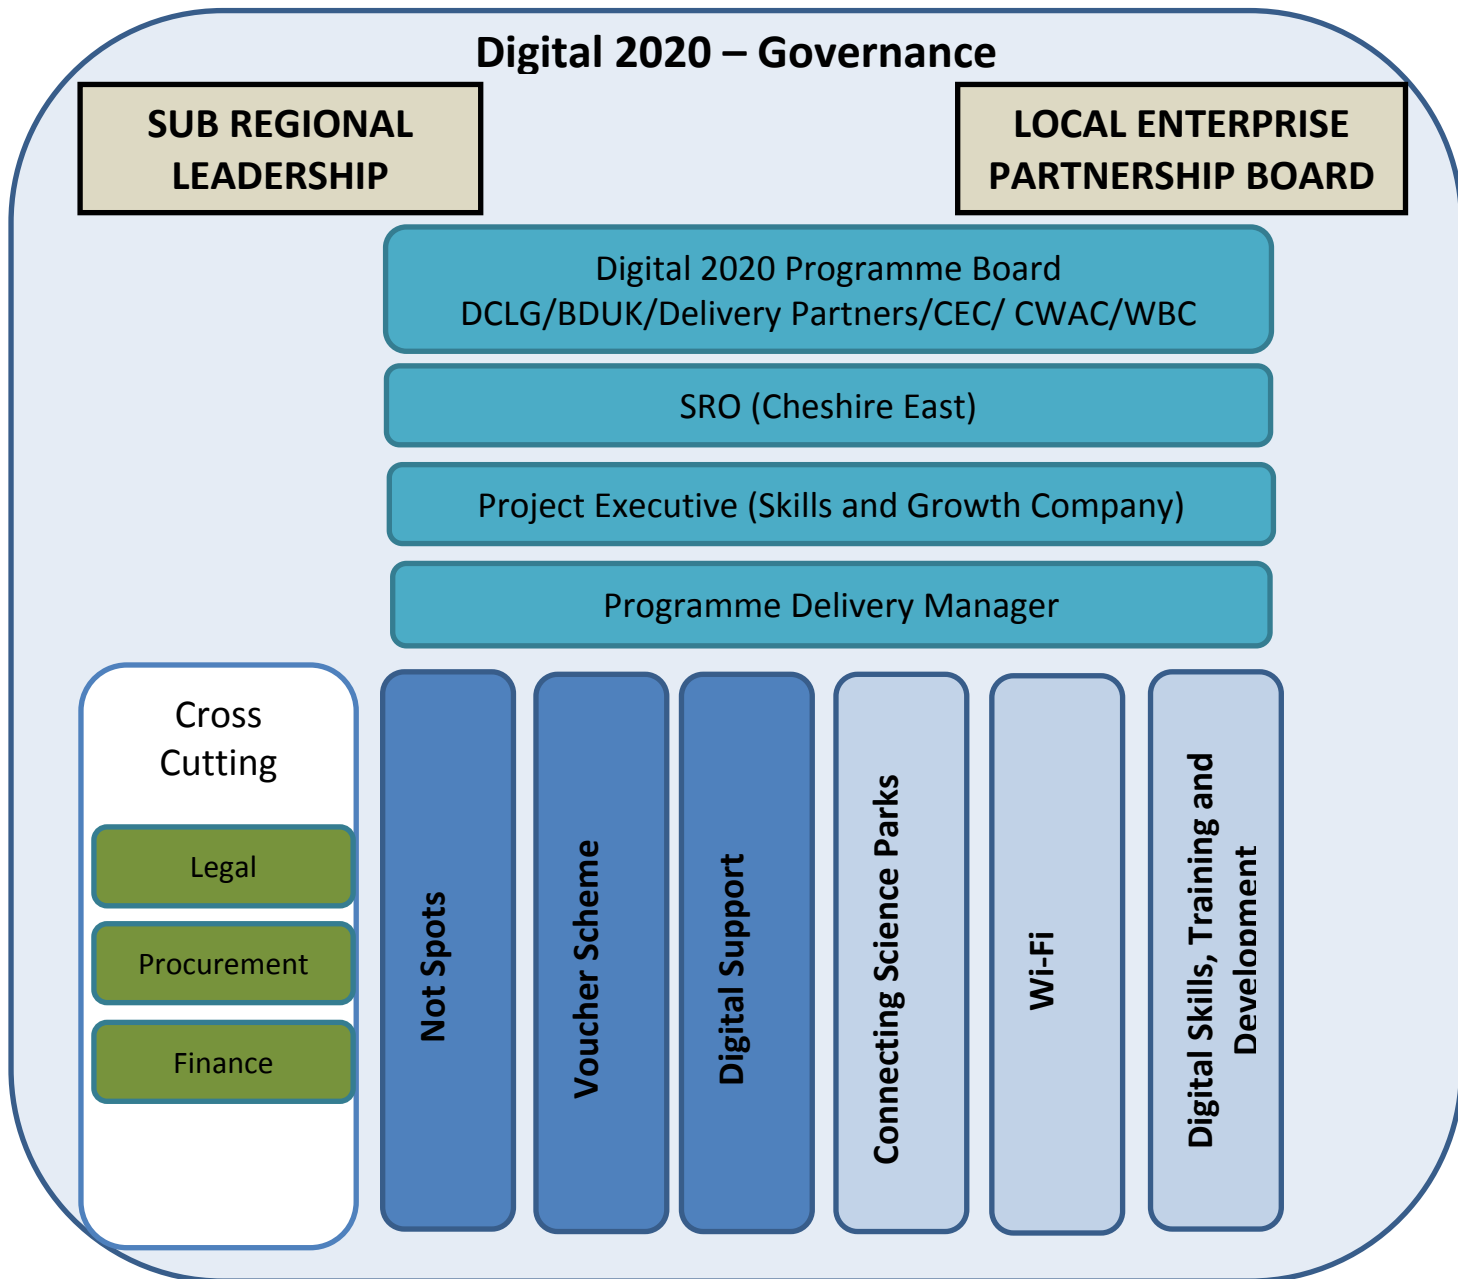 Digital 2020 – Governance
SUB REGIONAL
LEADERSHIP
LOCAL ENTERPRISE
PARTNERSHIP BOARD
Digital 2020 Programme Board
DCLG/BDUK/Delivery Partners/CEC/ CWAC/WBC
SRO (Cheshire East)
Project Executive (Skills and Growth Company)
Programme Delivery Manager
Cross
Cutting
Legal
Procurement
Finance
Not Spots
Voucher Scheme
Digital Support
Connecting Science Parks
Wi-Fi
Digital Skills, Training and
Development